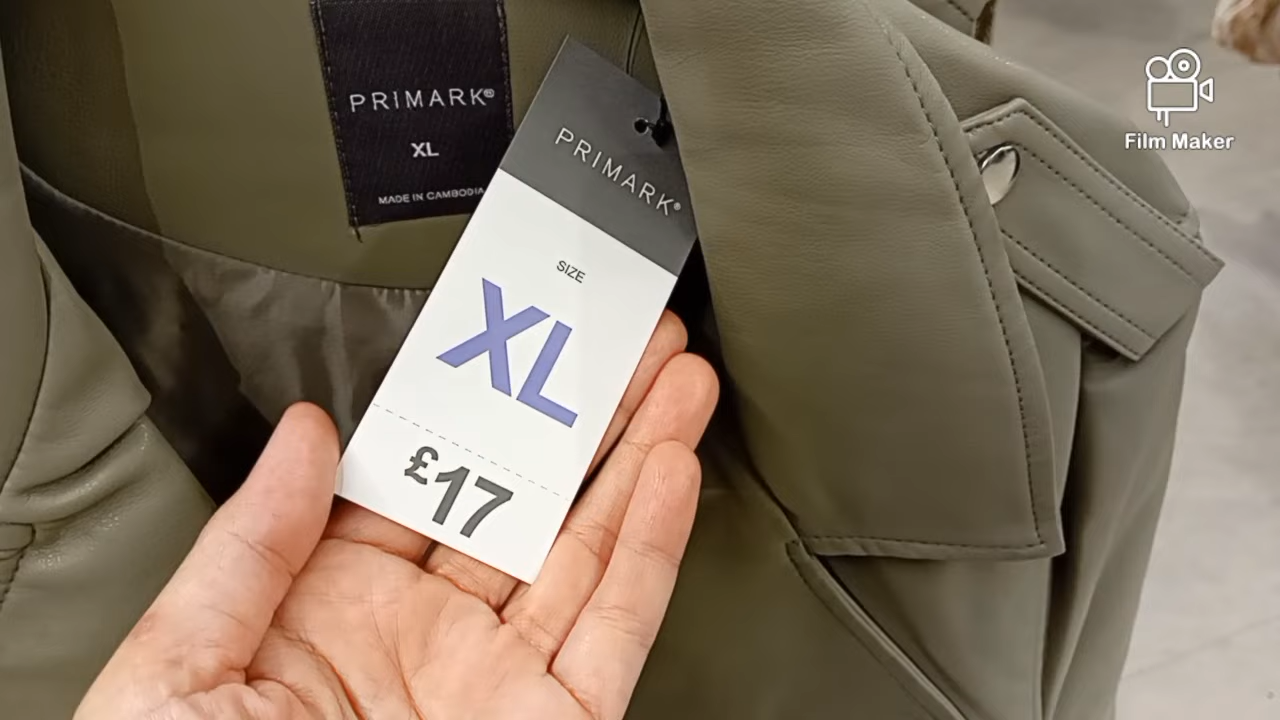 PRIMARK®
XL
MADE IN CAMBODIA
PRIMARK®
SIZE
XL
£17
Film Maker